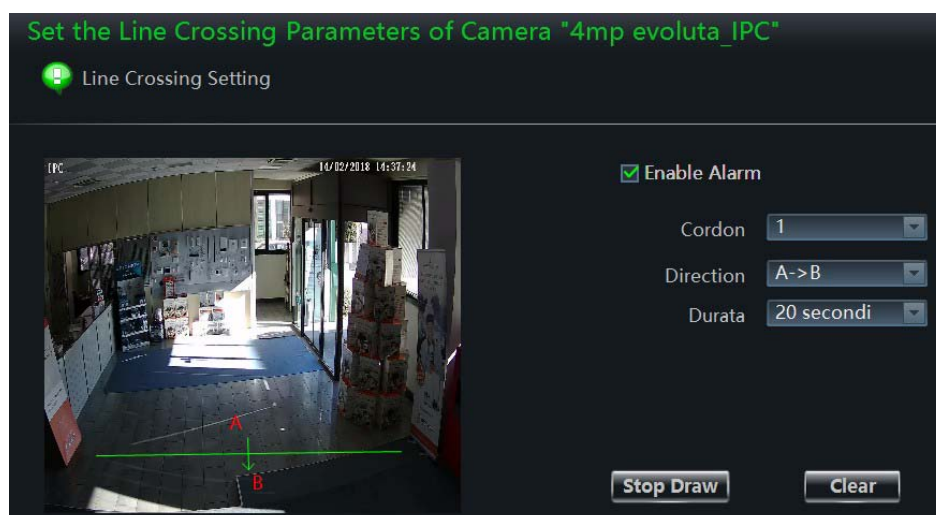 Set the Line Crossing Parameters of Camera "4mp evoluta_IPC"
Line Crossing Setting
IPC
14/02/2018 14:37:24
Enable Alarm
Cordon 1
Direction A->B
Durata 20 secondi
A
B
Stop Draw
Clear